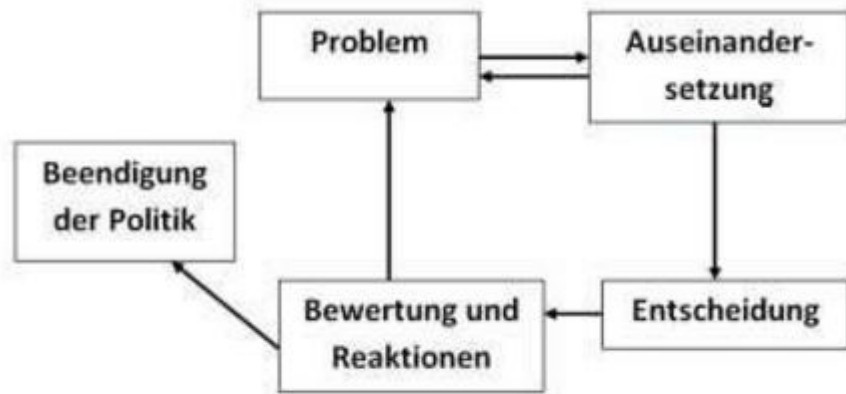 Problem
Auseinander-
setzung
Beendigung
der Politik
Bewertung und
Reaktionen
Entscheidung